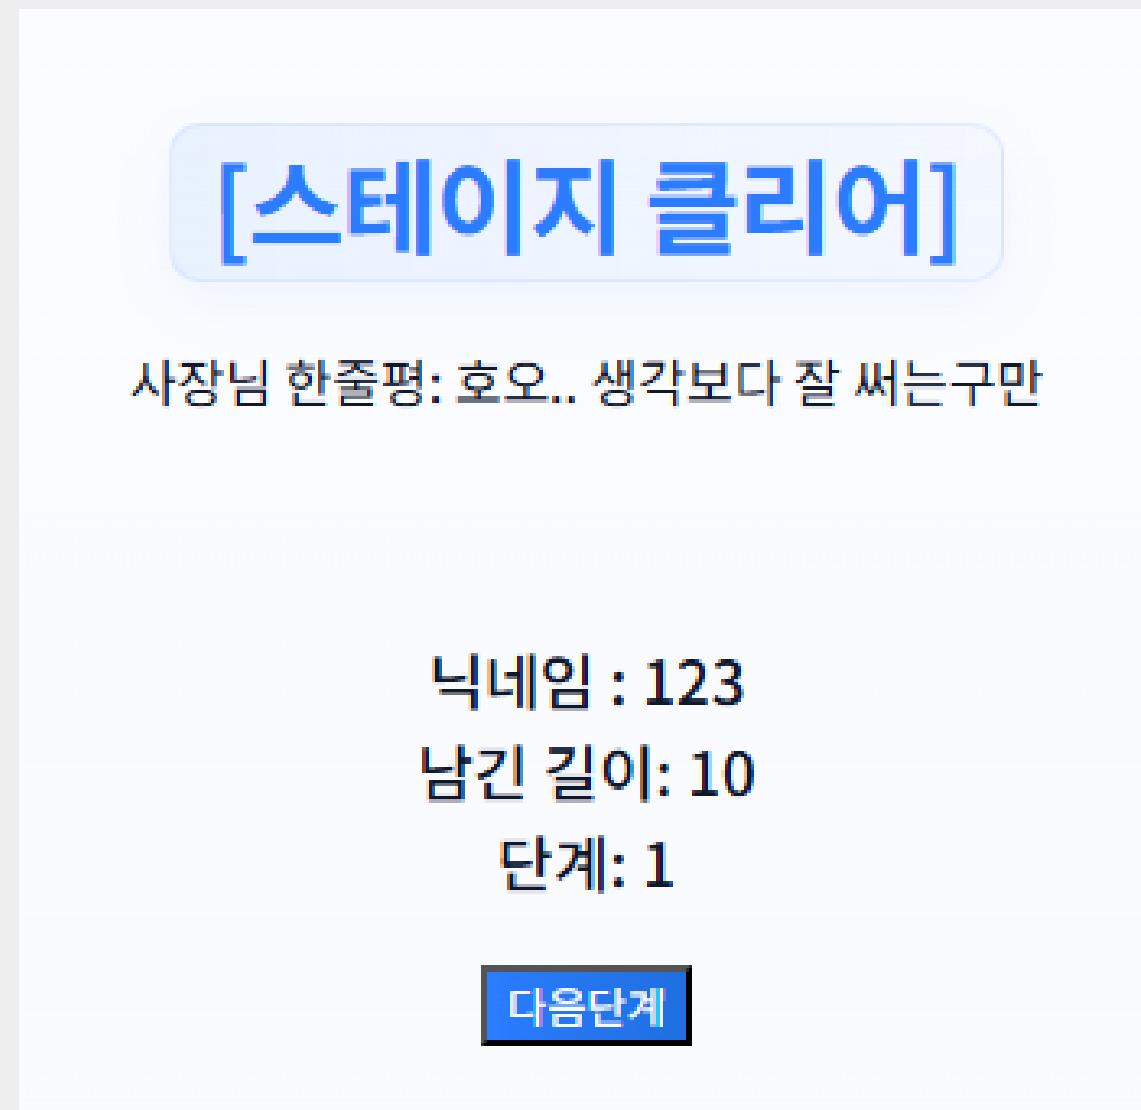 [스테이지 클리어]
사장님 한줄평: 호오.. 생각보다 잘 써는구만
닉네임 : 123
남긴 길이: 10
단계: 1
다음단계